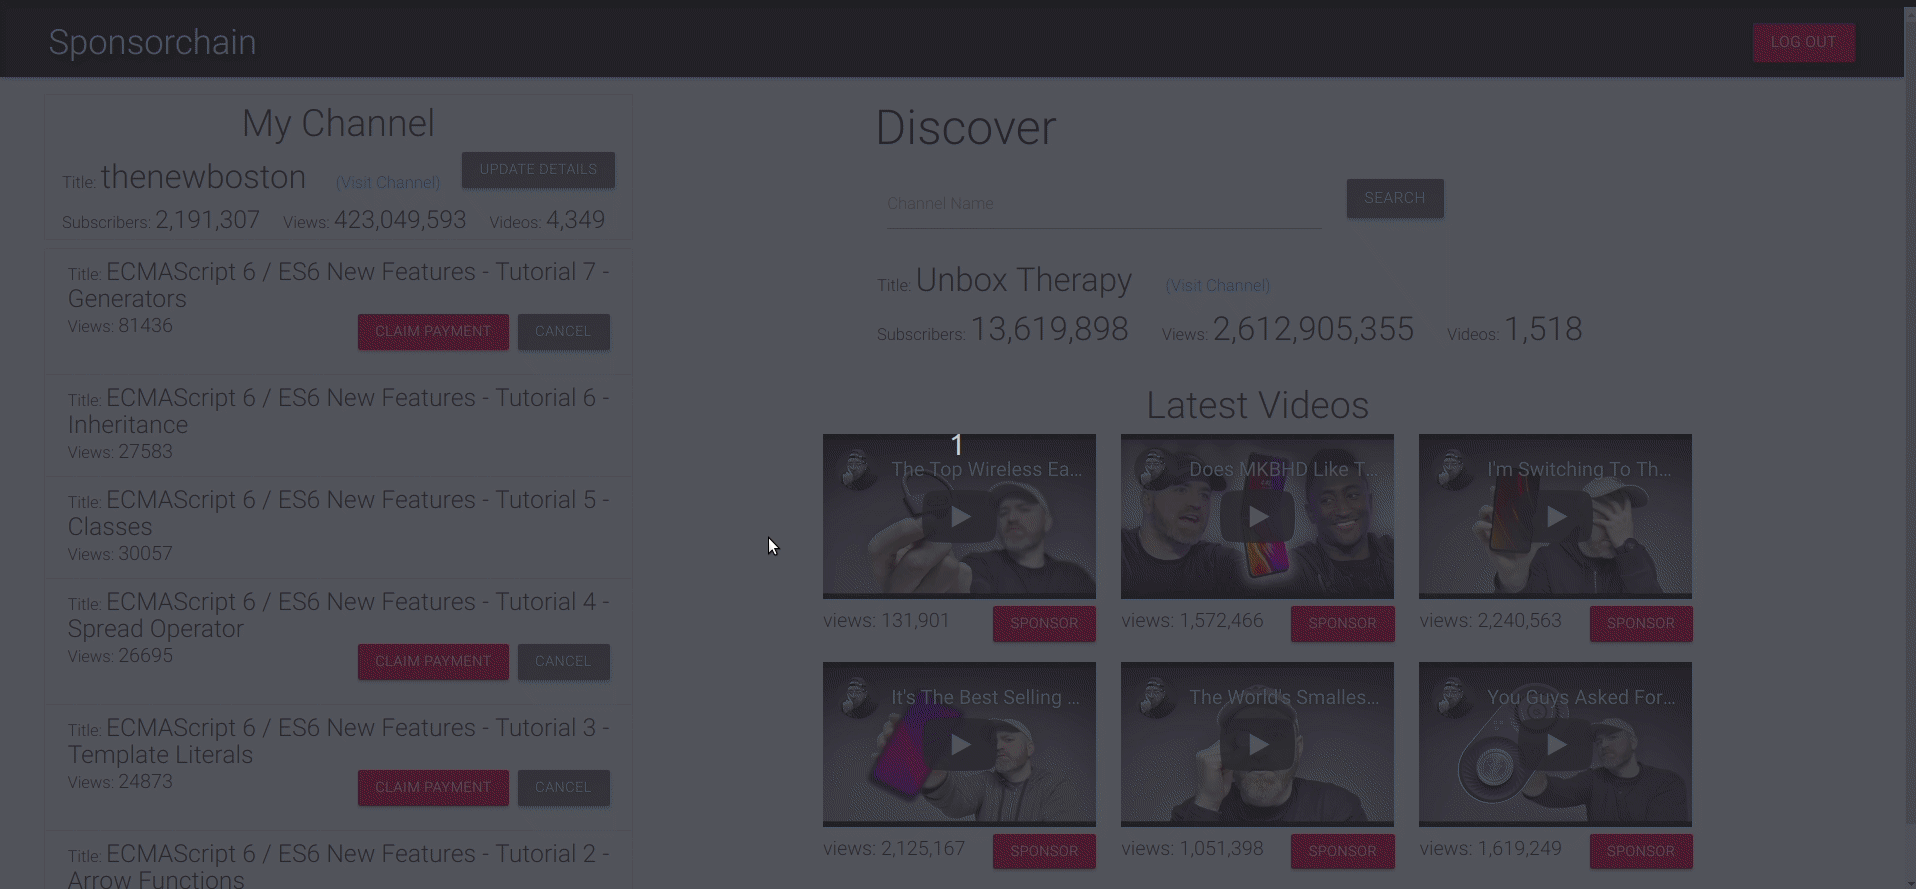 Sponsorchain
LOG OUT
My Channel
Title: thenewboston (Visit Channel) UPDATE DETAILS
Subscribers: 2,191,307 Views: 423,049,593 Videos: 4,349
Title: ECMAScript 6 / ES6 New Features - Tutorial 7 -
Generators
Views: 81436
CLAIM PAYMENT CANCEL
Title: ECMAScript 6 / ES6 New Features - Tutorial 6 -
Inheritance
Views: 27583
Title: ECMAScript 6 / ES6 New Features - Tutorial 5 -
Classes
Views: 30057
Title: ECMAScript 6 / ES6 New Features - Tutorial 4 -
Spread Operator
Views: 26695
CLAIM PAYMENT CANCEL
Title: ECMAScript 6 / ES6 New Features - Tutorial 3 -
Template Literals
Views: 24873
CLAIM PAYMENT CANCEL
Title: ECMAScript 6 / ES6 New Features - Tutorial 2 -
Arrow Functions
Discover
Channel Name
SEARCH
Title: Unbox Therapy (Visit Channel)
Subscribers: 13,619,898 Views: 2,612,905,355 Videos: 1,518
Latest Videos
1
The Top Wireless Ea...
Does MKBHD Like T...
I'm Switching To Th...
views: 131,901 SPONSOR
views: 1,572,466 SPONSOR
views: 2,240,563 SPONSOR
It's The Best Selling ...
The World's Smalles...
You Guys Asked For...
views: 2,125,167 SPONSOR
views: 1,051,398 SPONSOR
views: 1,619,249 SPONSOR